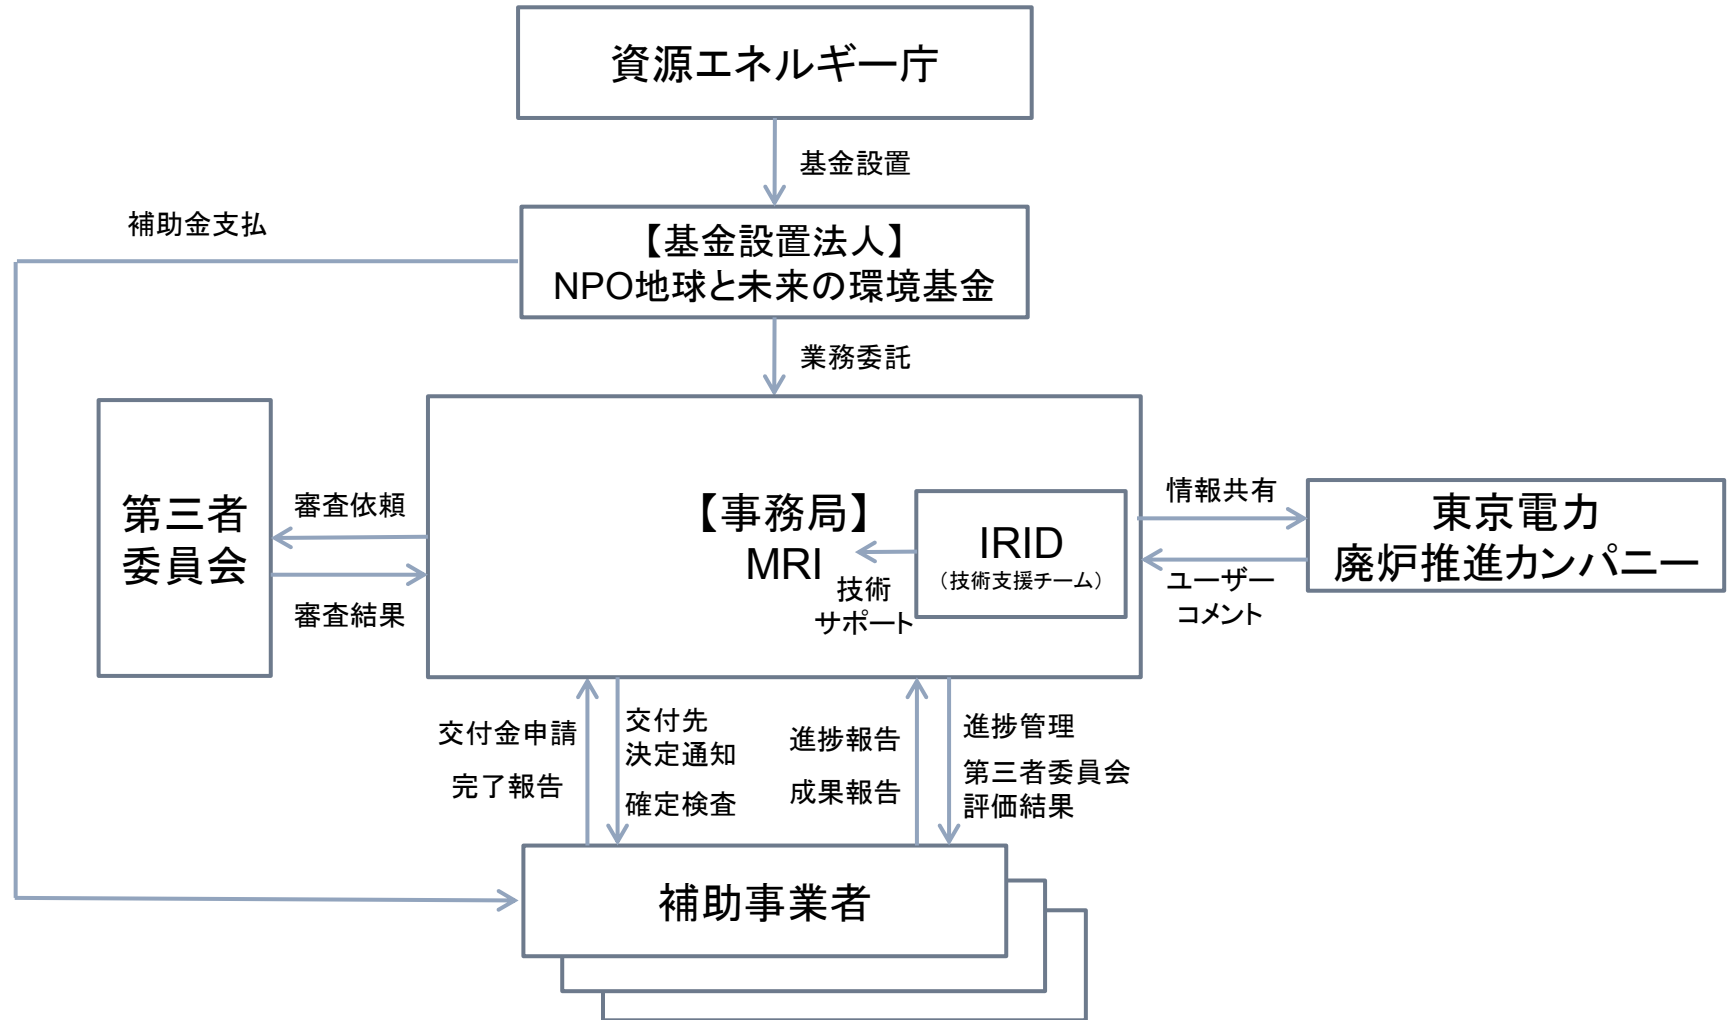 資源エネルギー庁
基金設置
補助金支払
【基金設置法人】
NPO地球と未来の環境基金
業務委託
第三者
委員会
審査依頼
審査結果
【事務局】
MRI
技術
サポート
IRID
（技術支援チーム）
情報共有
ユーザー
コメント
東京電力
廃炉推進カンパニー
交付金申請
完了報告
交付先
決定通知
確定検査
進捗報告
成果報告
進捗管理
第三者委員会
評価結果
補助事業者